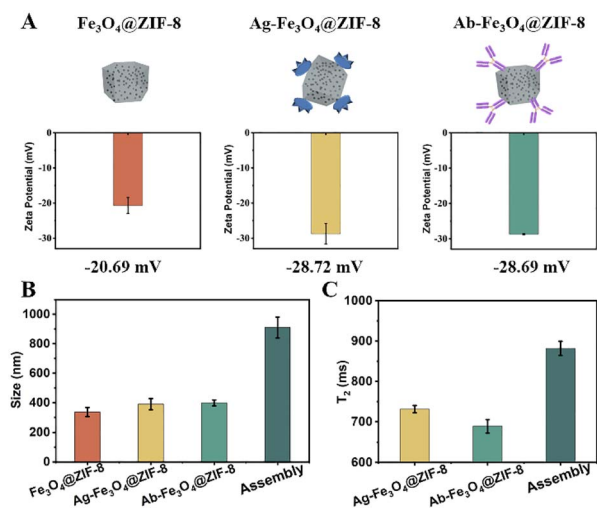 A
Fe₃O₄@ZIF-8
Ag-Fe₃O₄@ZIF-8
Ab-Fe₃O₄@ZIF-8
Zeta Potential (mV)
0
-10
-20
-30
-20.69 mV
Zeta Potential (mV)
0
-10
-20
-30
-28.72 mV
Zeta Potential (mV)
0
-10
-20
-30
-28.69 mV
B
Size (nm)
1000
800
600
400
200
0
Fe₃O₄@ZIF-8
Ag-Fe₃O₄@ZIF-8
Ab-Fe₃O₄@ZIF-8
Assembly
C
T₂ (ms)
1000
900
800
700
600
Ag-Fe₃O₄@ZIF-8
Ab-Fe₃O₄@ZIF-8
Assembly